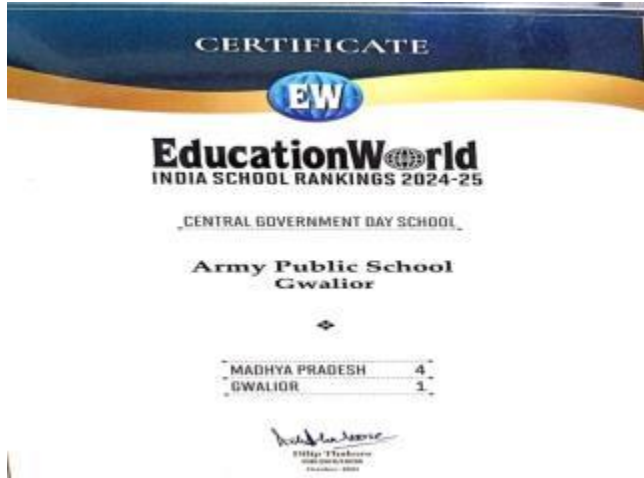 CERTIFICATE
EW
EducationWorld
INDIA SCHOOL RANKINGS 2024-25
CENTRAL GOVERNMENT DAY SCHOOL
Army Public School
Gwalior
MADHYA PRADESH 4
GWALIOR 1
Dilip Thakore